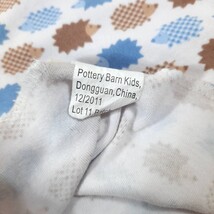 Pottery Barn Kids,
Dongguan, China,
12/2011
Lot 11